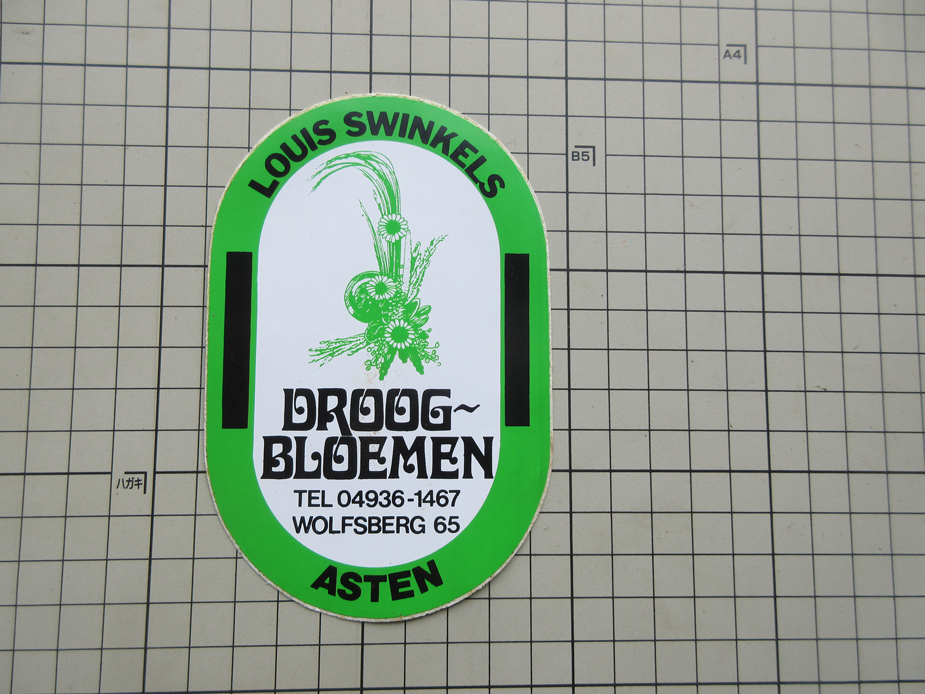 A4
B5
LOUIS SWINKELS
DROOG~
BLOEMEN
ハガキ
TEL 04936-1467
WOLFSBERG 65
ASTEN